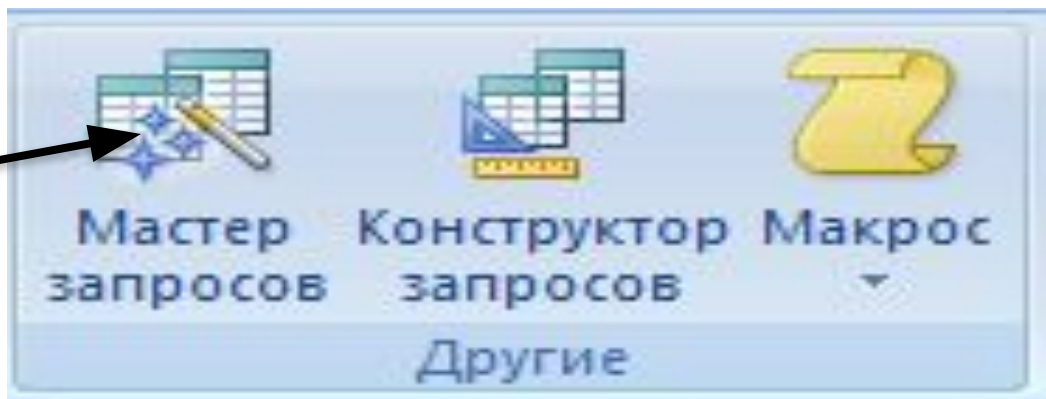 Мастер запросов
Конструктор запросов
Макрос
Другие